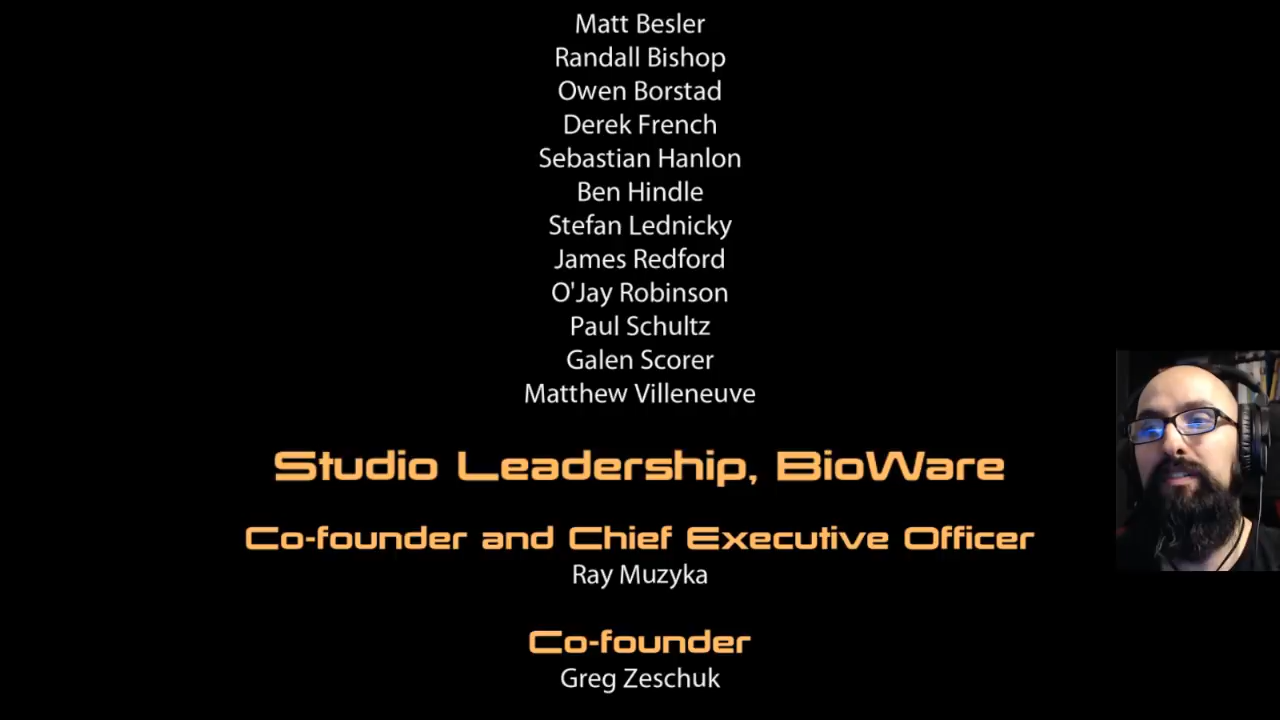 Matt Besler
Randall Bishop
Owen Borstad
Derek French
Sebastian Hanlon
Ben Hindle
Stefan Lednicky
James Redford
O'Jay Robinson
Paul Schultz
Galen Scorer
Matthew Villeneuve
Studio Leadership, BioWare
Co-founder and Chief Executive Officer
Ray Muzyka
Co-founder
Greg Zeschuk